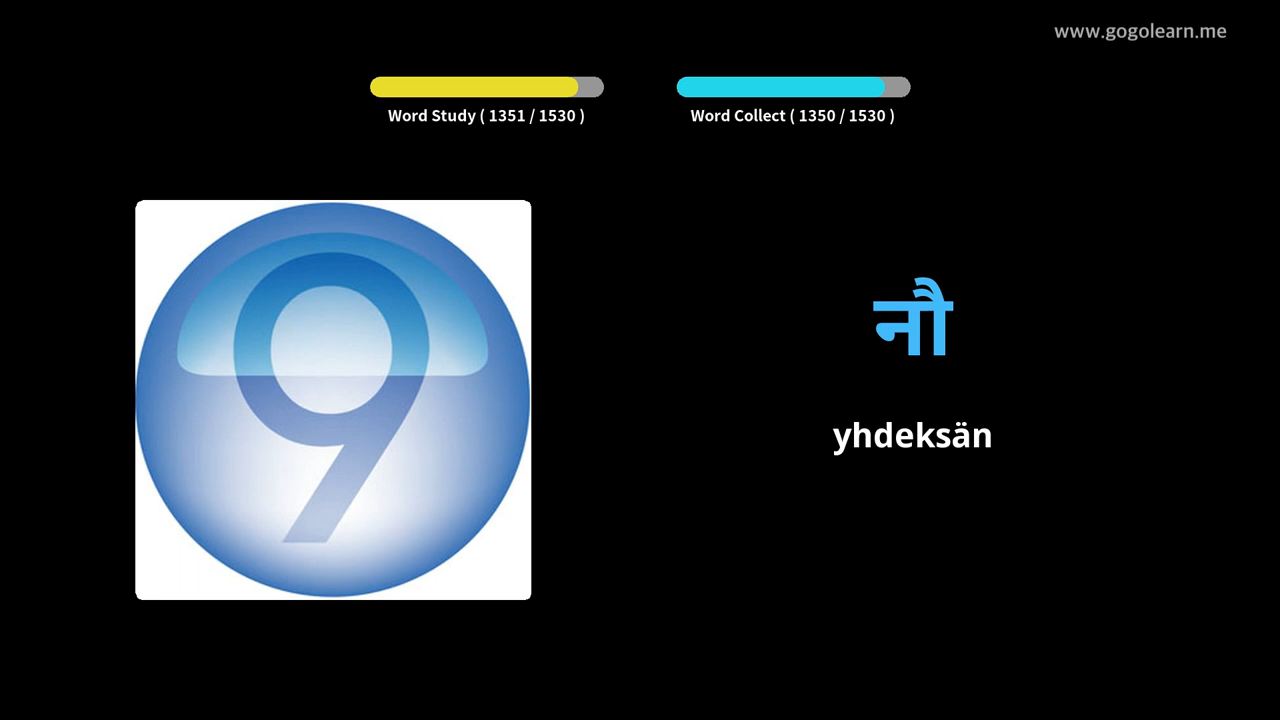 www.gogolearn.me
Word Study ( 1351 / 1530 )
Word Collect ( 1350 / 1530 )
9
नौ
yhdeksän